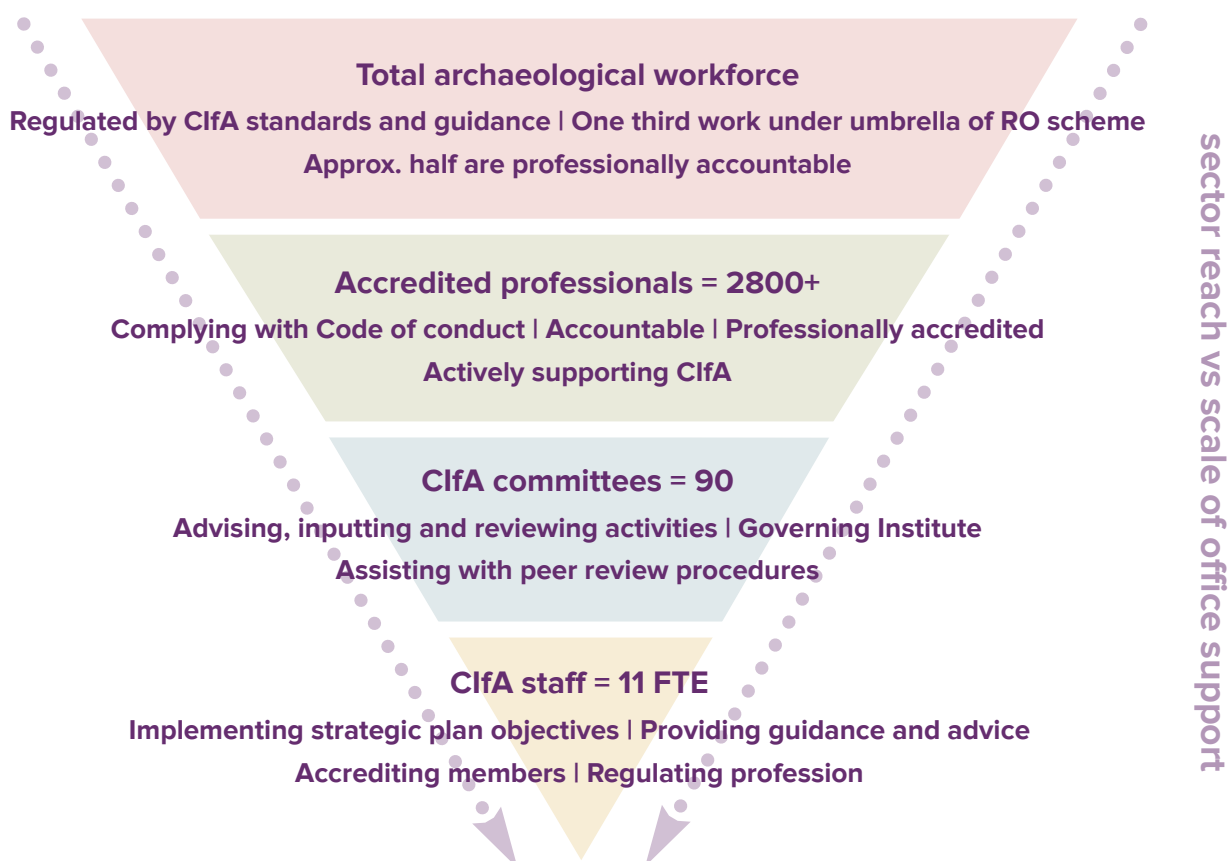 Total archaeological workforce
Regulated by CIfA standards and guidance | One third work under umbrella of RO scheme
Approx. half are professionally accountable
Accredited professionals = 2800+
Complying with Code of conduct | Accountable | Professionally accredited
Actively supporting CIfA
CIfA committees = 90
Advising, inputting and reviewing activities | Governing Institute
Assisting with peer review procedures
CIfA staff = 11 FTE
Implementing strategic plan objectives | Providing guidance and advice
Accrediting members | Regulating profession
sector reach vs scale of office support